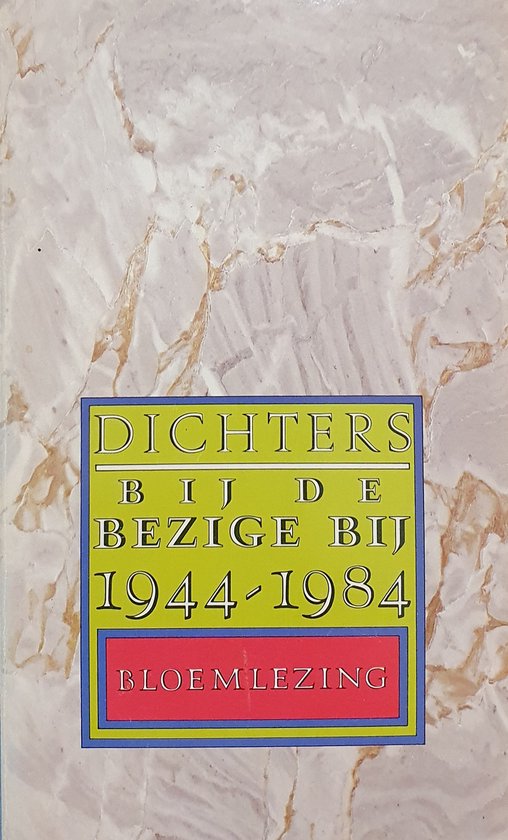 DICHTERS
BIJ DE
BEZIGE BIJ
1944-1984
BLOEMLEZING